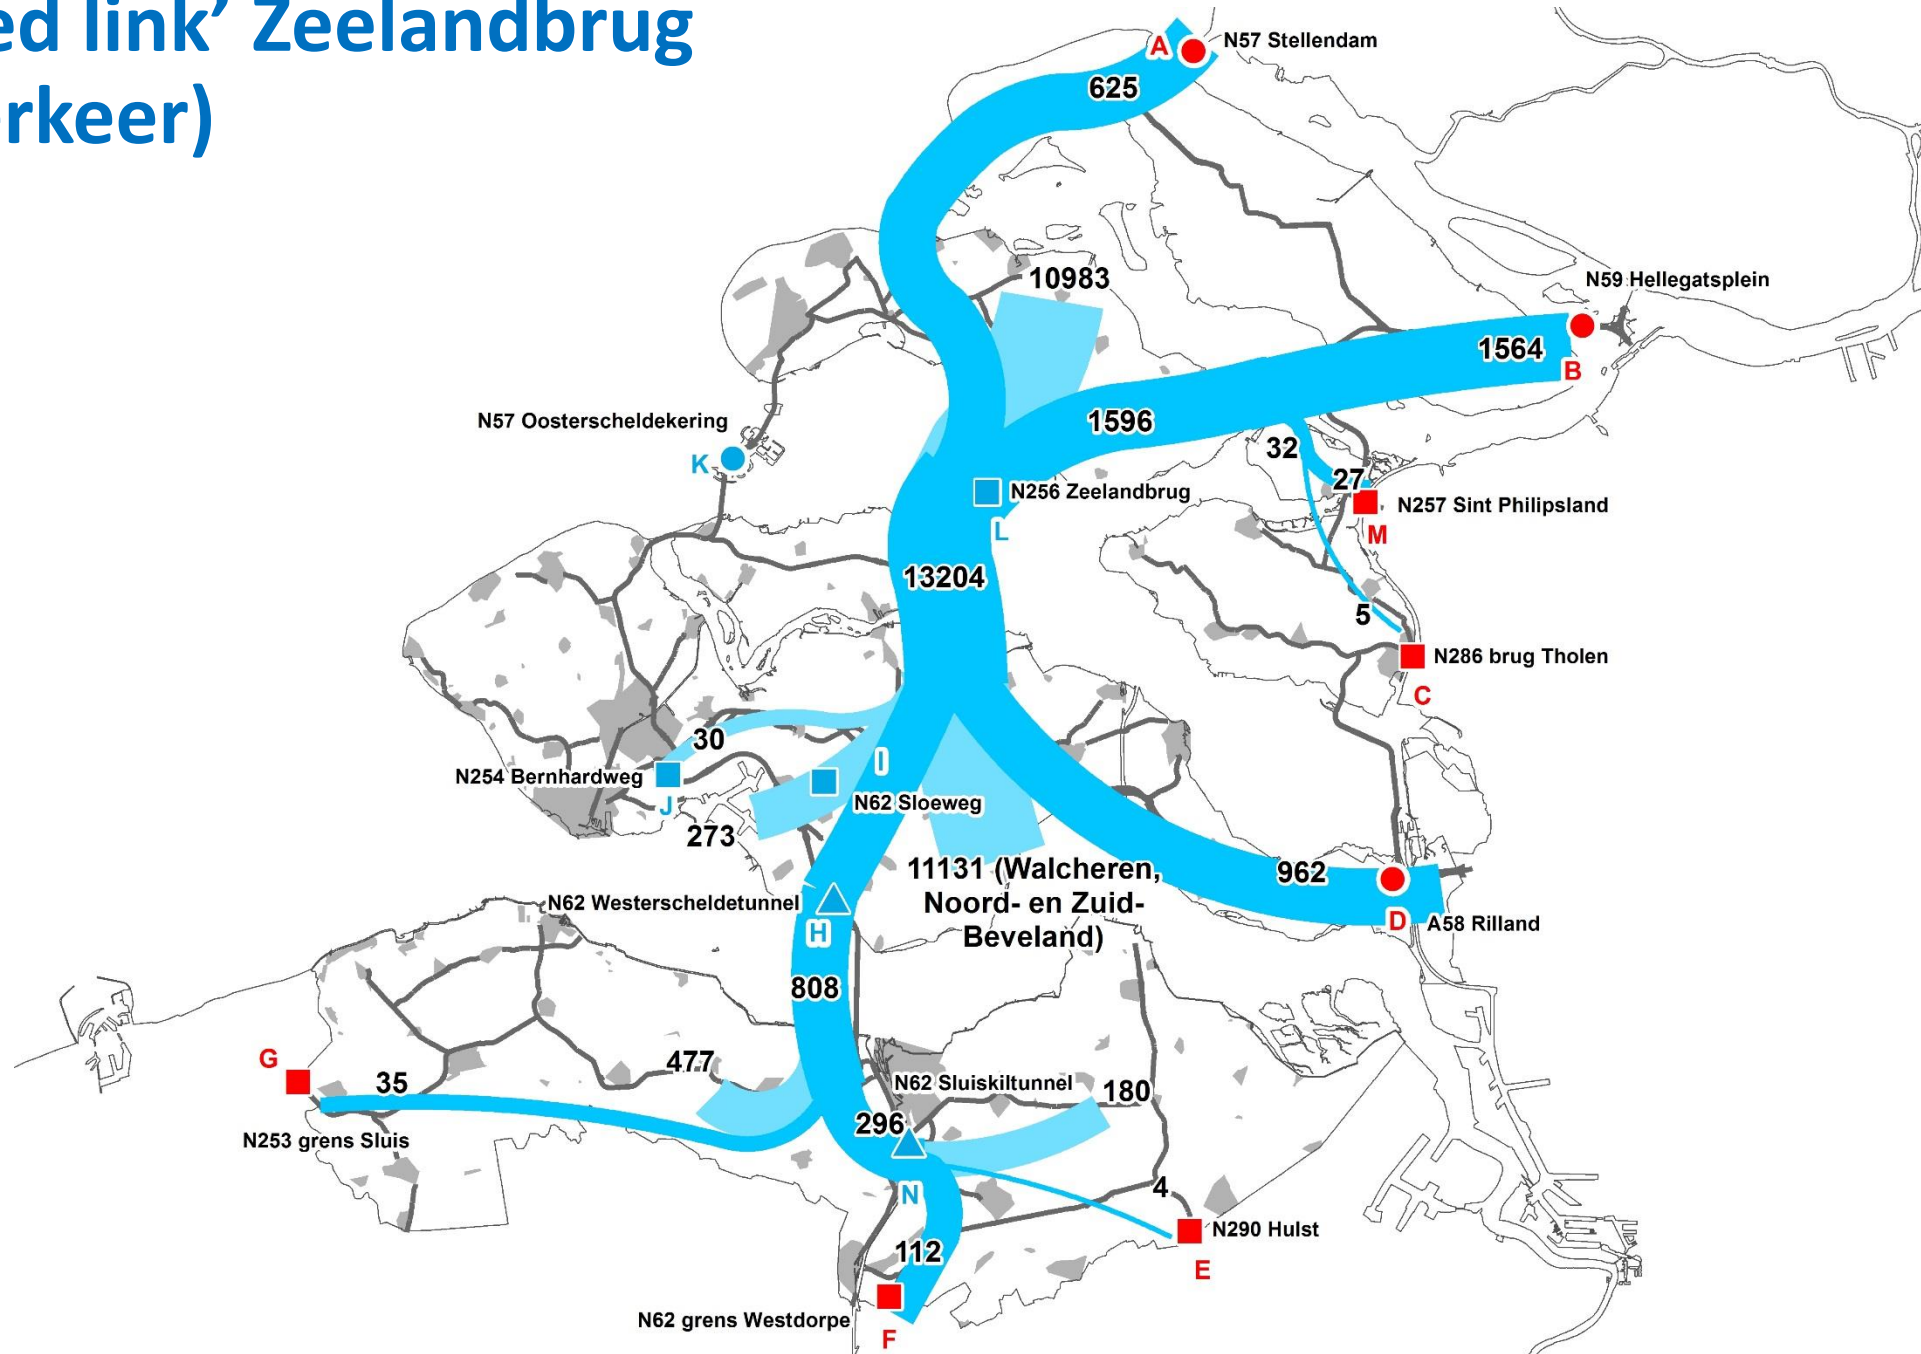 ed link’ Zeelandbrug
erkeer)
A
N57 Stellendam
625
10983
N59 Hellegatsplein
1564
B
1596
N57 Oosterscheldekering
K
32
27
N256 Zeelandbrug
L
N257 Sint Philipsland
M
13204
5
N286 brug Tholen
C
30
N254 Bernhardweg
J
I
N62 Sloeweg
273
11131 (Walcheren,
Noord- en Zuid-
Beveland)
962
D
A58 Rilland
N62 Westerscheldetunnel
H
808
G
35
477
N62 Sluiskiltunnel
180
296
N253 grens Sluis
N
4
N290 Hulst
E
112
N62 grens Westdorpe
F